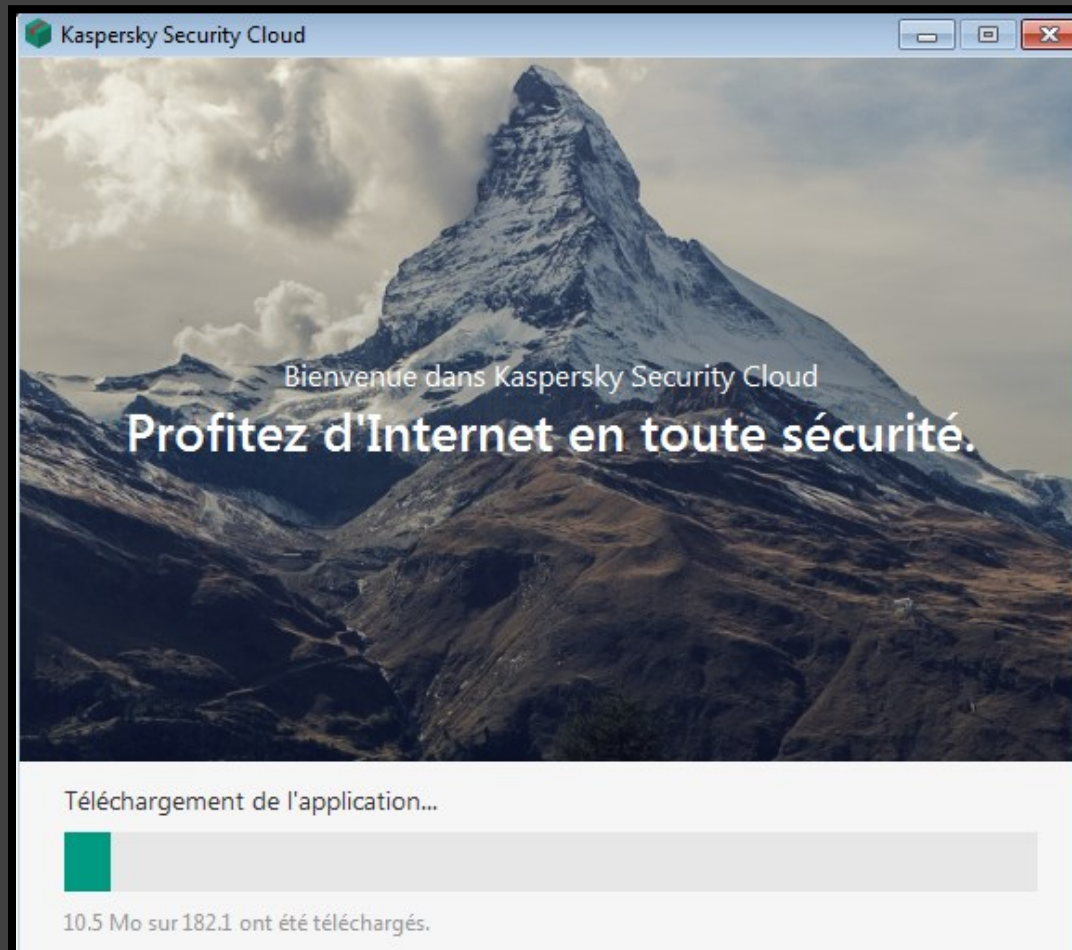 Kaspersky Security Cloud
Bienvenue dans Kaspersky Security Cloud
Profitez d'Internet en toute sécurité.
Téléchargement de l'application...
10.5 Mo sur 182.1 ont été téléchargés.